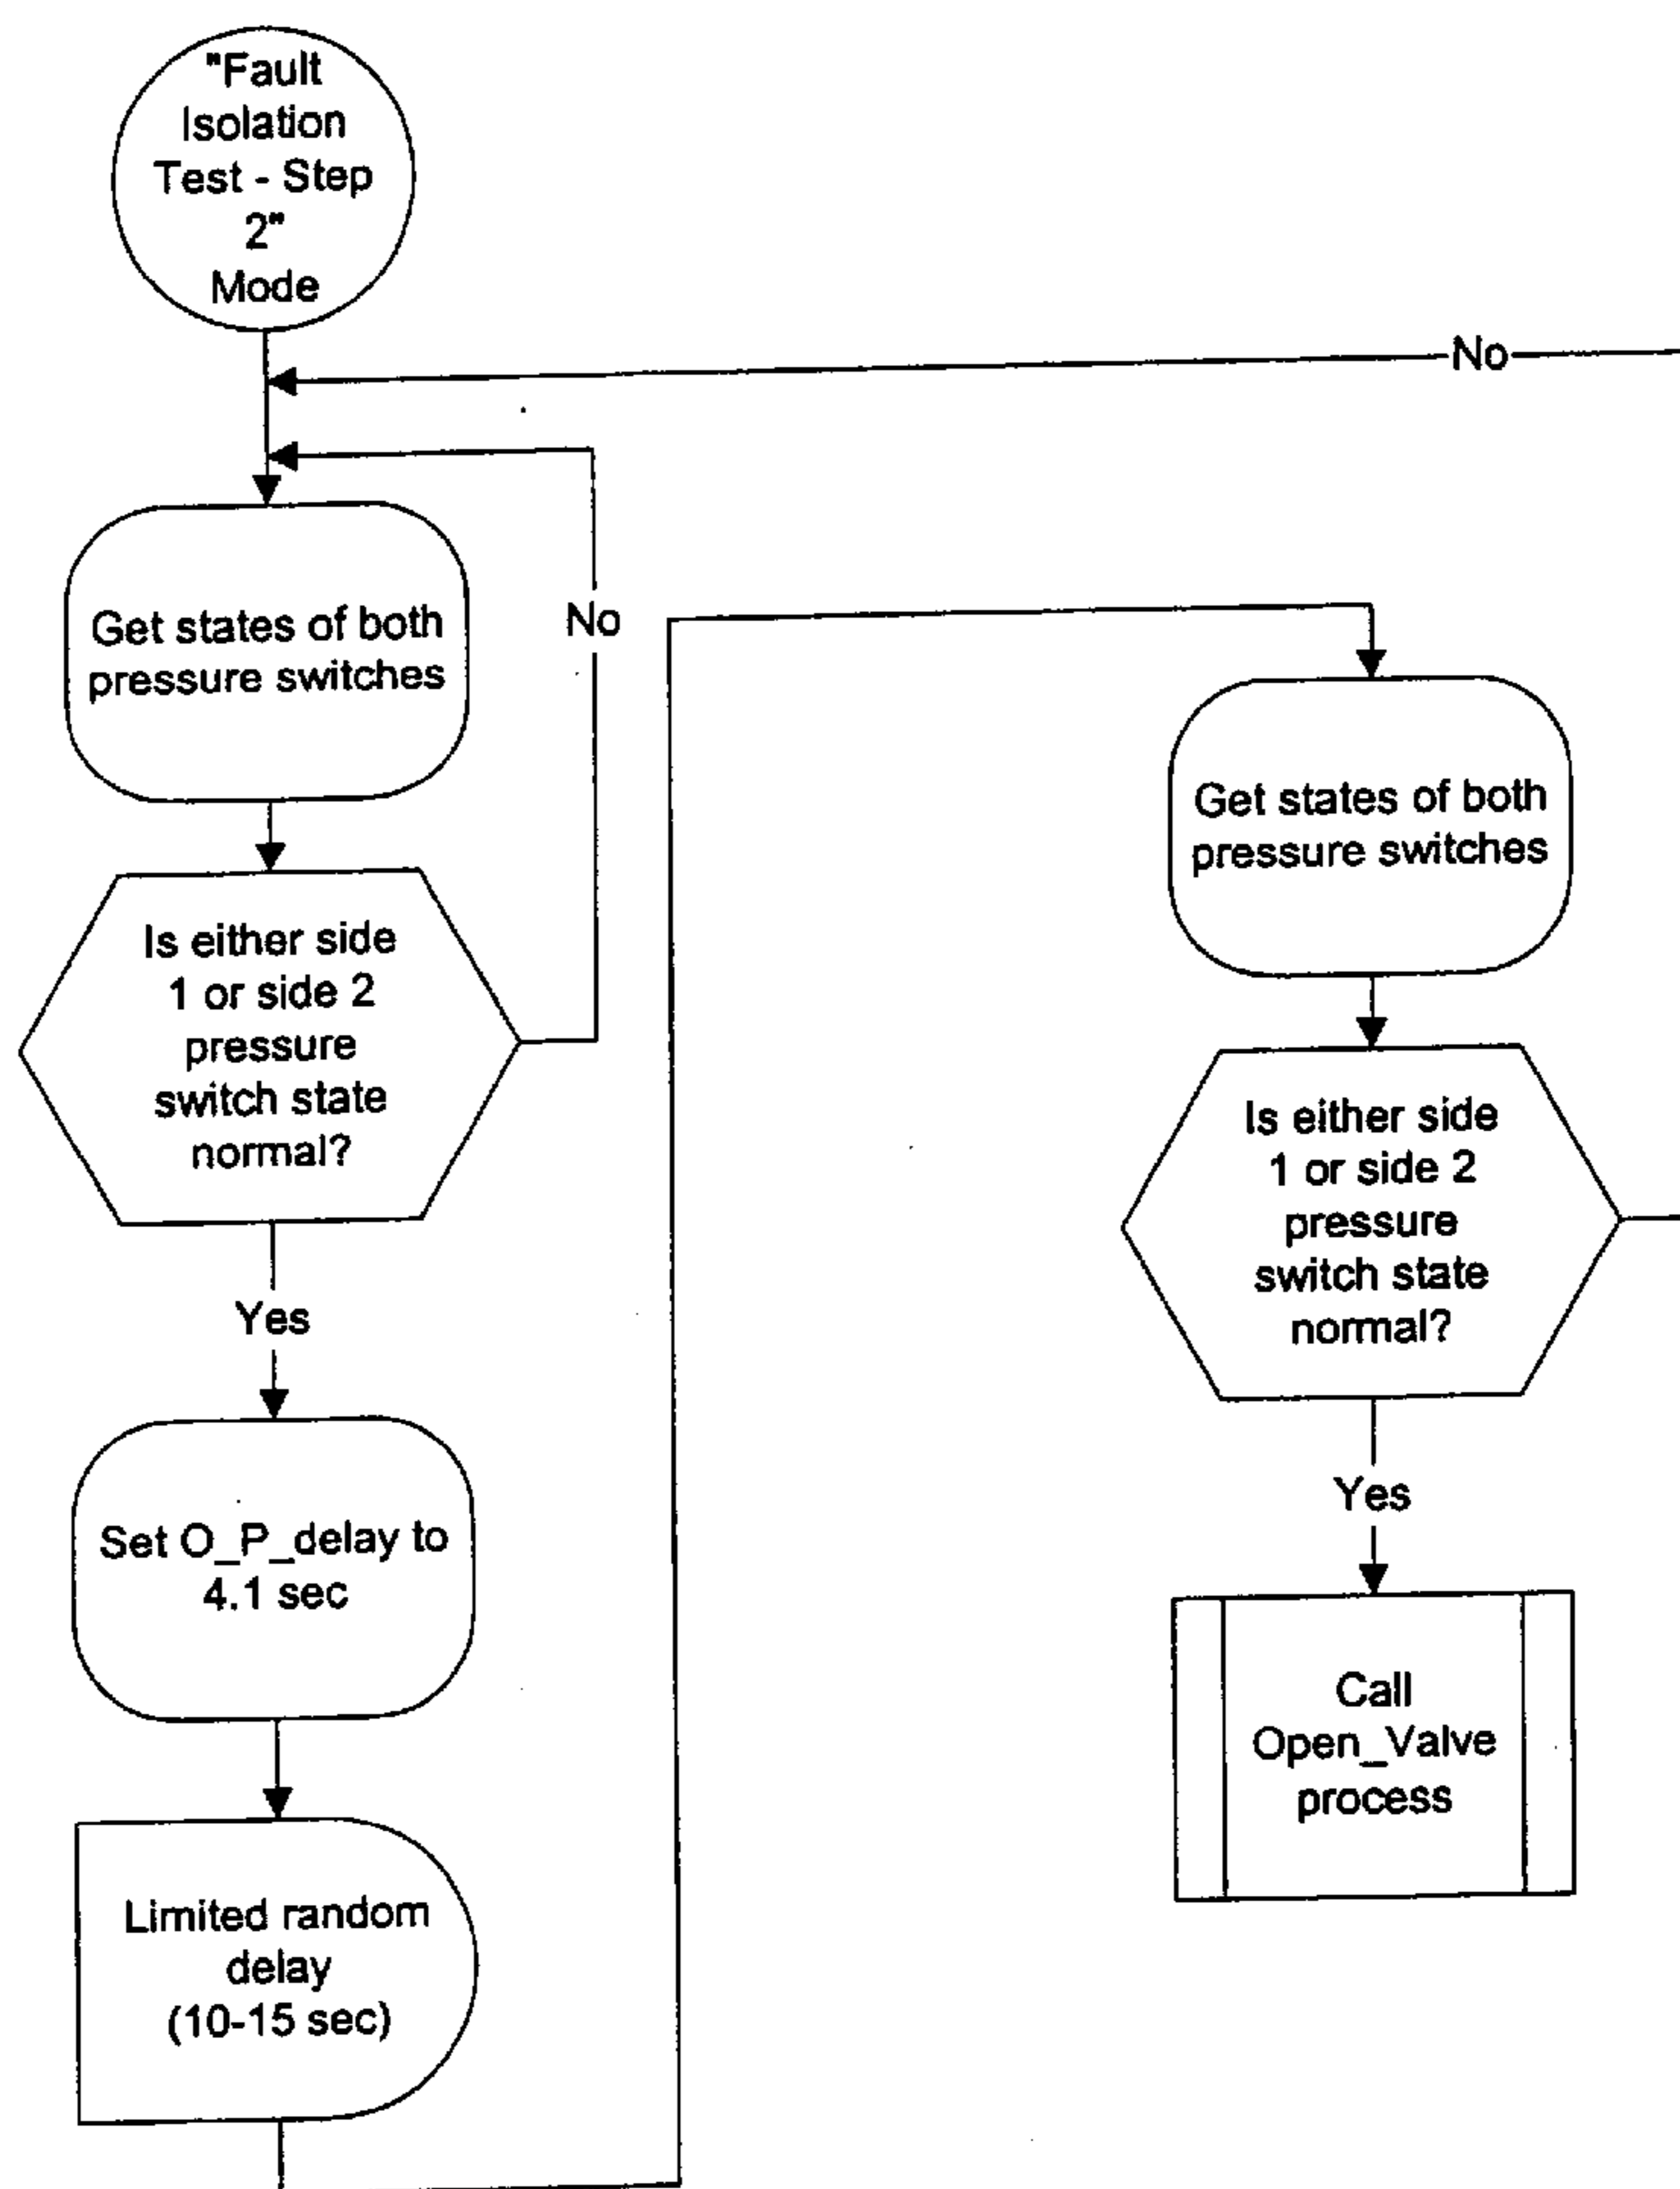 "Fault
Isolation
Test - Step
2"
Mode
No
Get states of both
pressure switches
No
Is either side
1 or side 2
pressure
switch state
normal?
Yes
Set O_P_delay to
4.1 sec
Limited random
delay
(10-15 sec)
Get states of both
pressure switches
Is either side
1 or side 2
pressure
switch state
normal?
Yes
Call
Open_Valve
process